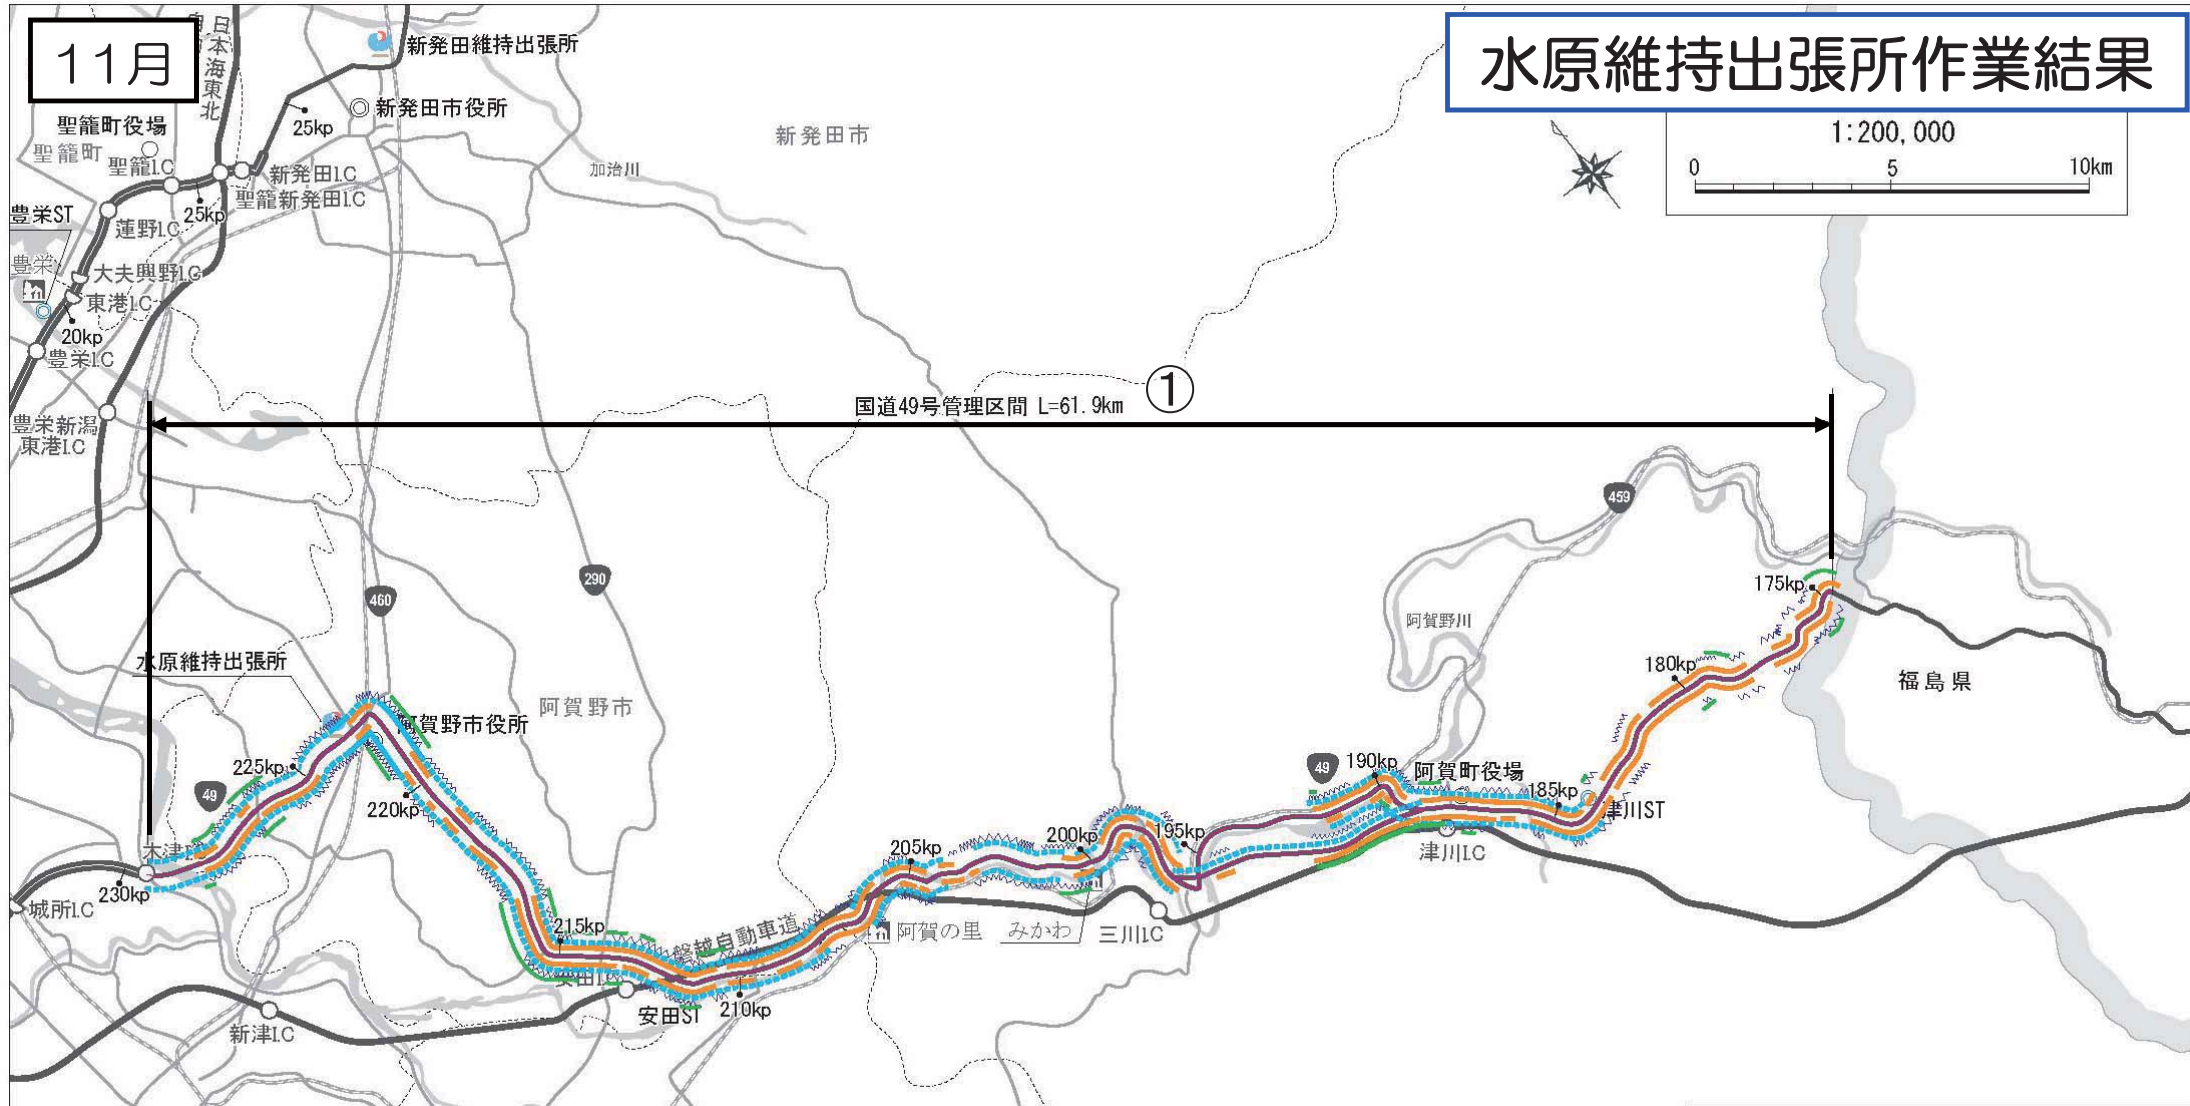 11月
水原維持出張所作業結果
1:200,000
0
5
10km
日本海東北
新発田維持出張所
新発田市役所
25kp
聖籠町役場
聖籠町
聖籠I.C
新発田I.C
聖籠新発田I.C
25kp
新発田市
加治川
豊栄ST
蓮野I.C
豊栄
大夫興野I.C
東港I.C
20kp
豊栄I.C
豊栄新潟
東港I.C
①
国道49号管理区間 L=61.9km
459
290
460
175kp
阿賀野川
180kp
福島県
水原維持出張所
阿賀野市
阿賀野市役所
225kp
49
220kp
木津I.C
230kp
城所I.C
49
190kp
阿賀町役場
185kp
津川ST
津川I.C
200kp
195kp
205kp
215kp
磐越自動車道
阿賀の里
みかわ
三川I.C
安田I.C
安田ST
210kp
新津I.C